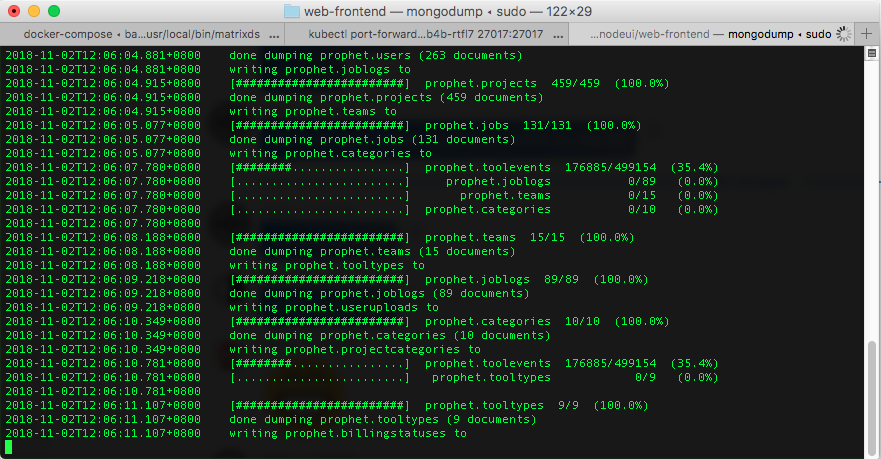 web-frontend — mongodump ◂ sudo — 122×29
docker-compose ◂ ba...usr/local/bin/matrixds ...
kubectl port-forward...b4b-rtfl7 27017:27017 ...
...nodeui/web-frontend — mongodump ◂ sudo
2018-11-02T12:06:04.881+0800 done dumping prophet.users (263 documents)
2018-11-02T12:06:04.881+0800 writing prophet.joblogs to
2018-11-02T12:06:04.915+0800 [########################] prophet.projects 459/459 (100.0%)
2018-11-02T12:06:04.915+0800 done dumping prophet.projects (459 documents)
2018-11-02T12:06:04.915+0800 writing prophet.teams to
2018-11-02T12:06:05.077+0800 [########################] prophet.jobs 131/131 (100.0%)
2018-11-02T12:06:05.077+0800 done dumping prophet.jobs (131 documents)
2018-11-02T12:06:05.077+0800 writing prophet.categories to
2018-11-02T12:06:07.780+0800 [########................] prophet.toolevents 176885/499154 (35.4%)
2018-11-02T12:06:07.780+0800 [........................] prophet.joblogs 0/89 (0.0%)
2018-11-02T12:06:07.780+0800 [........................] prophet.teams 0/15 (0.0%)
2018-11-02T12:06:07.780+0800 [........................] prophet.categories 0/10 (0.0%)
2018-11-02T12:06:07.780+0800
2018-11-02T12:06:08.188+0800 [########################] prophet.teams 15/15 (100.0%)
2018-11-02T12:06:08.188+0800 done dumping prophet.teams (15 documents)
2018-11-02T12:06:08.188+0800 writing prophet.tooltypes to
2018-11-02T12:06:09.218+0800 [########################] prophet.joblogs 89/89 (100.0%)
2018-11-02T12:06:09.218+0800 done dumping prophet.joblogs (89 documents)
2018-11-02T12:06:09.218+0800 writing prophet.useruploads to
2018-11-02T12:06:10.349+0800 [########################] prophet.categories 10/10 (100.0%)
2018-11-02T12:06:10.349+0800 done dumping prophet.categories (10 documents)
2018-11-02T12:06:10.349+0800 writing prophet.projectcategories to
2018-11-02T12:06:10.781+0800 [########................] prophet.toolevents 176885/499154 (35.4%)
2018-11-02T12:06:10.781+0800 [........................] prophet.tooltypes 0/9 (0.0%)
2018-11-02T12:06:10.781+0800
2018-11-02T12:06:11.107+0800 [########################] prophet.tooltypes 9/9 (100.0%)
2018-11-02T12:06:11.107+0800 done dumping prophet.tooltypes (9 documents)
2018-11-02T12:06:11.107+0800 writing prophet.billingstatuses to